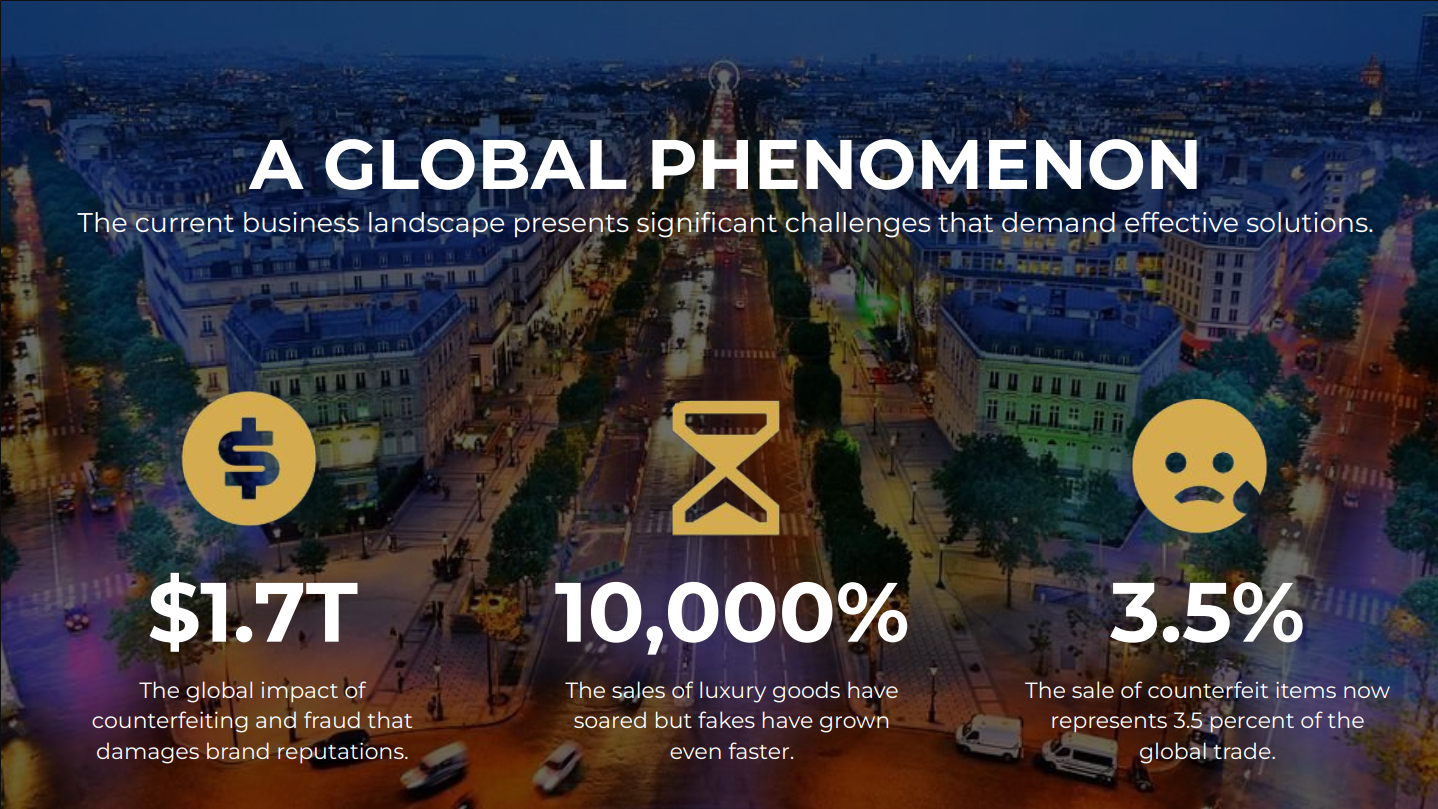 A GLOBAL PHENOMENON
The current business landscape presents significant challenges that demand effective solutions.
$1.7T
The global impact of
counterfeiting and fraud that
damages brand reputations.
10,000%
The sales of luxury goods have
soared but fakes have grown
even faster.
3.5%
The sale of counterfeit items now
represents 3.5 percent of the
global trade.